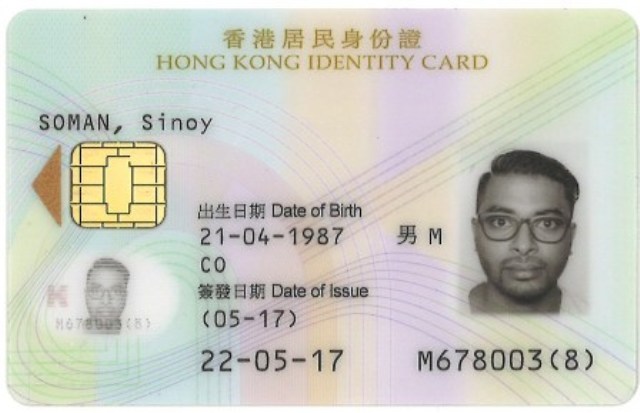 香港居民身份證
HONG KONG IDENTITY CARD
SOMAN, Sinoy
出生日期 Date of Birth
21-04-1987
男 M
CO
簽發日期 Date of Issue
(05-17)
22-05-17
M678003(8)
K
M678003(8)